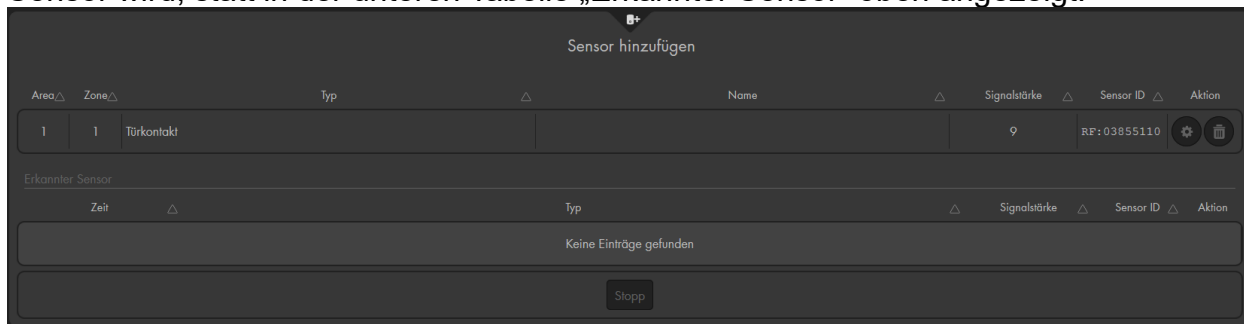 Sensor wird, statt in der unteren Tabelle „Erkannter Sensor“ oben angezeigt.
Sensor hinzufügen
Area Zone Typ Name Signalstärke Sensor ID Aktion
1 1 Türkontakt 9 RF:03855110
Erkannter Sensor
Zeit Typ Signalstärke Sensor ID Aktion
Keine Einträge gefunden
Stopp